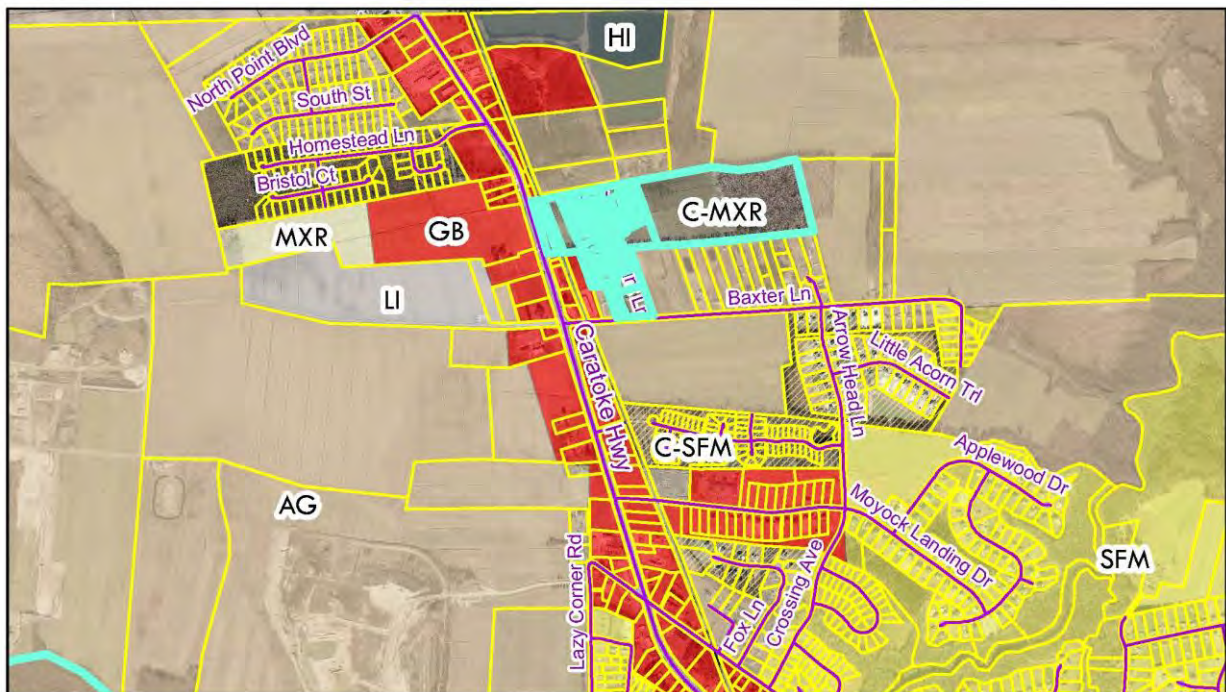 HI
North Point Blvd
South St
Homestead Ln
Bristol Ct
C-MXR
MXR
GB
LI
Baxter Ln
Caratoke Hwy
Arrow Head Ln
Little Acorn Trl
C-SFM
Applewood Dr
AG
Moyock Landing Dr
SFM
Lazy Corner Rd
Fox Ln
Crossing Ave